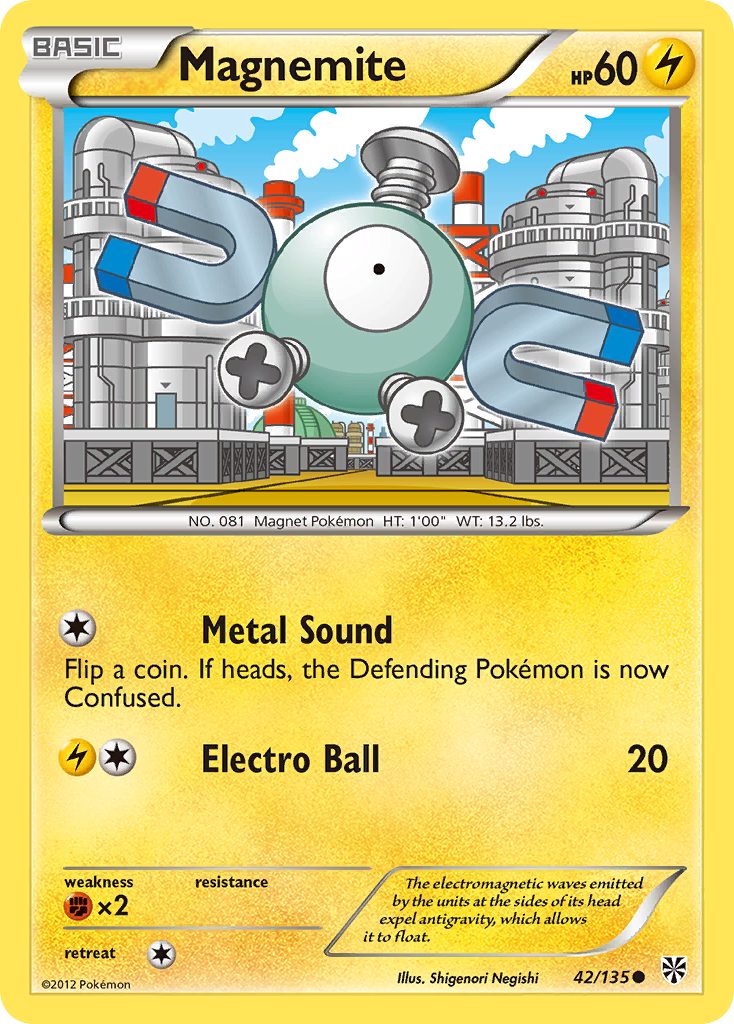 BASIC
Magnemite
HP60
NO. 081 Magnet Pokémon HT: 1'00" WT: 13.2 lbs.
Metal Sound
Flip a coin. If heads, the Defending Pokémon is now
Confused.
Electro Ball 20
weakness resistance
×2
retreat
The electromagnetic waves emitted
by the units at the sides of its head
expel antigravity, which allows
it to float.
©2012 Pokémon
Illus. Shigenori Negishi
42/135